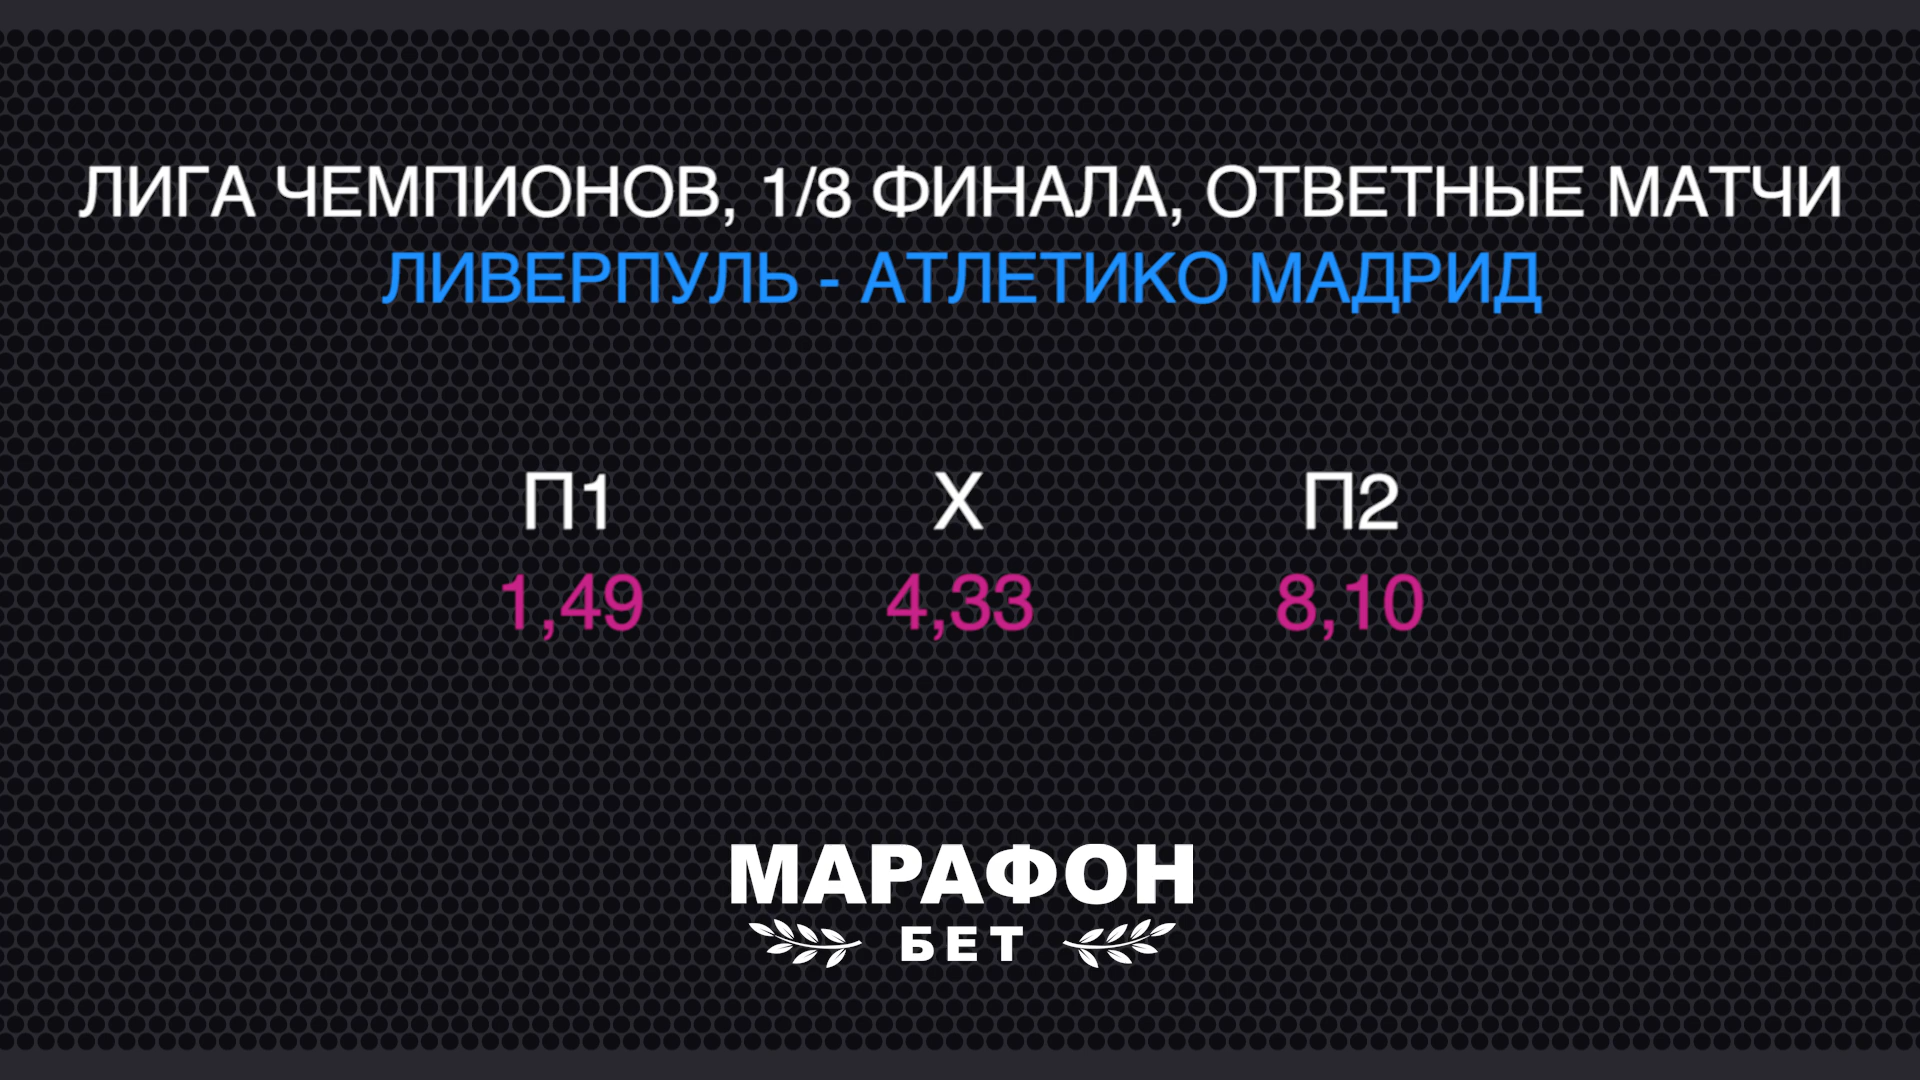 ЛИГА ЧЕМПИОНОВ, 1/8 ФИНАЛА, ОТВЕТНЫЕ МАТЧИ
ЛИВЕРПУЛЬ - АТЛЕТИКО МАДРИД
П1 X П2
1,49 4,33 8,10
МАРАФОН
БЕТ